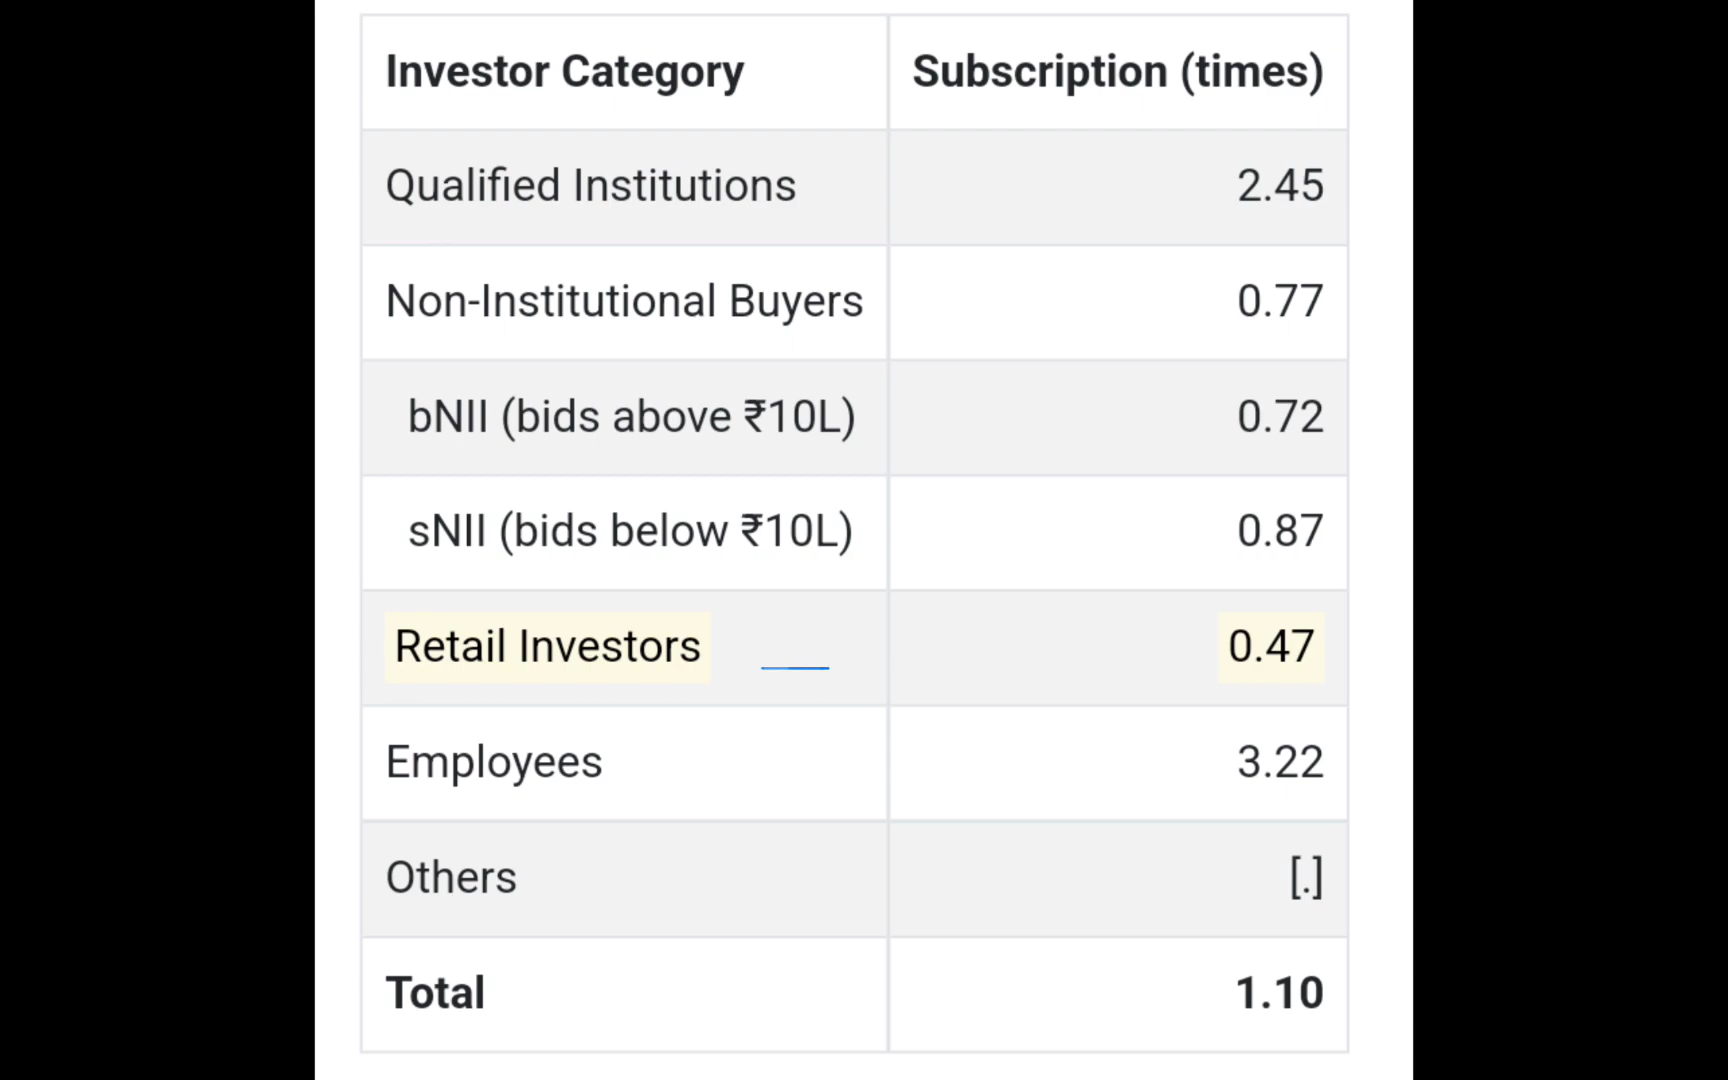 Investor Category Subscription (times)
Qualified Institutions 2.45
Non-Institutional Buyers 0.77
bNII (bids above ₹10L) 0.72
sNII (bids below ₹10L) 0.87
Retail Investors 0.47
Employees 3.22
Others [.]
Total 1.10